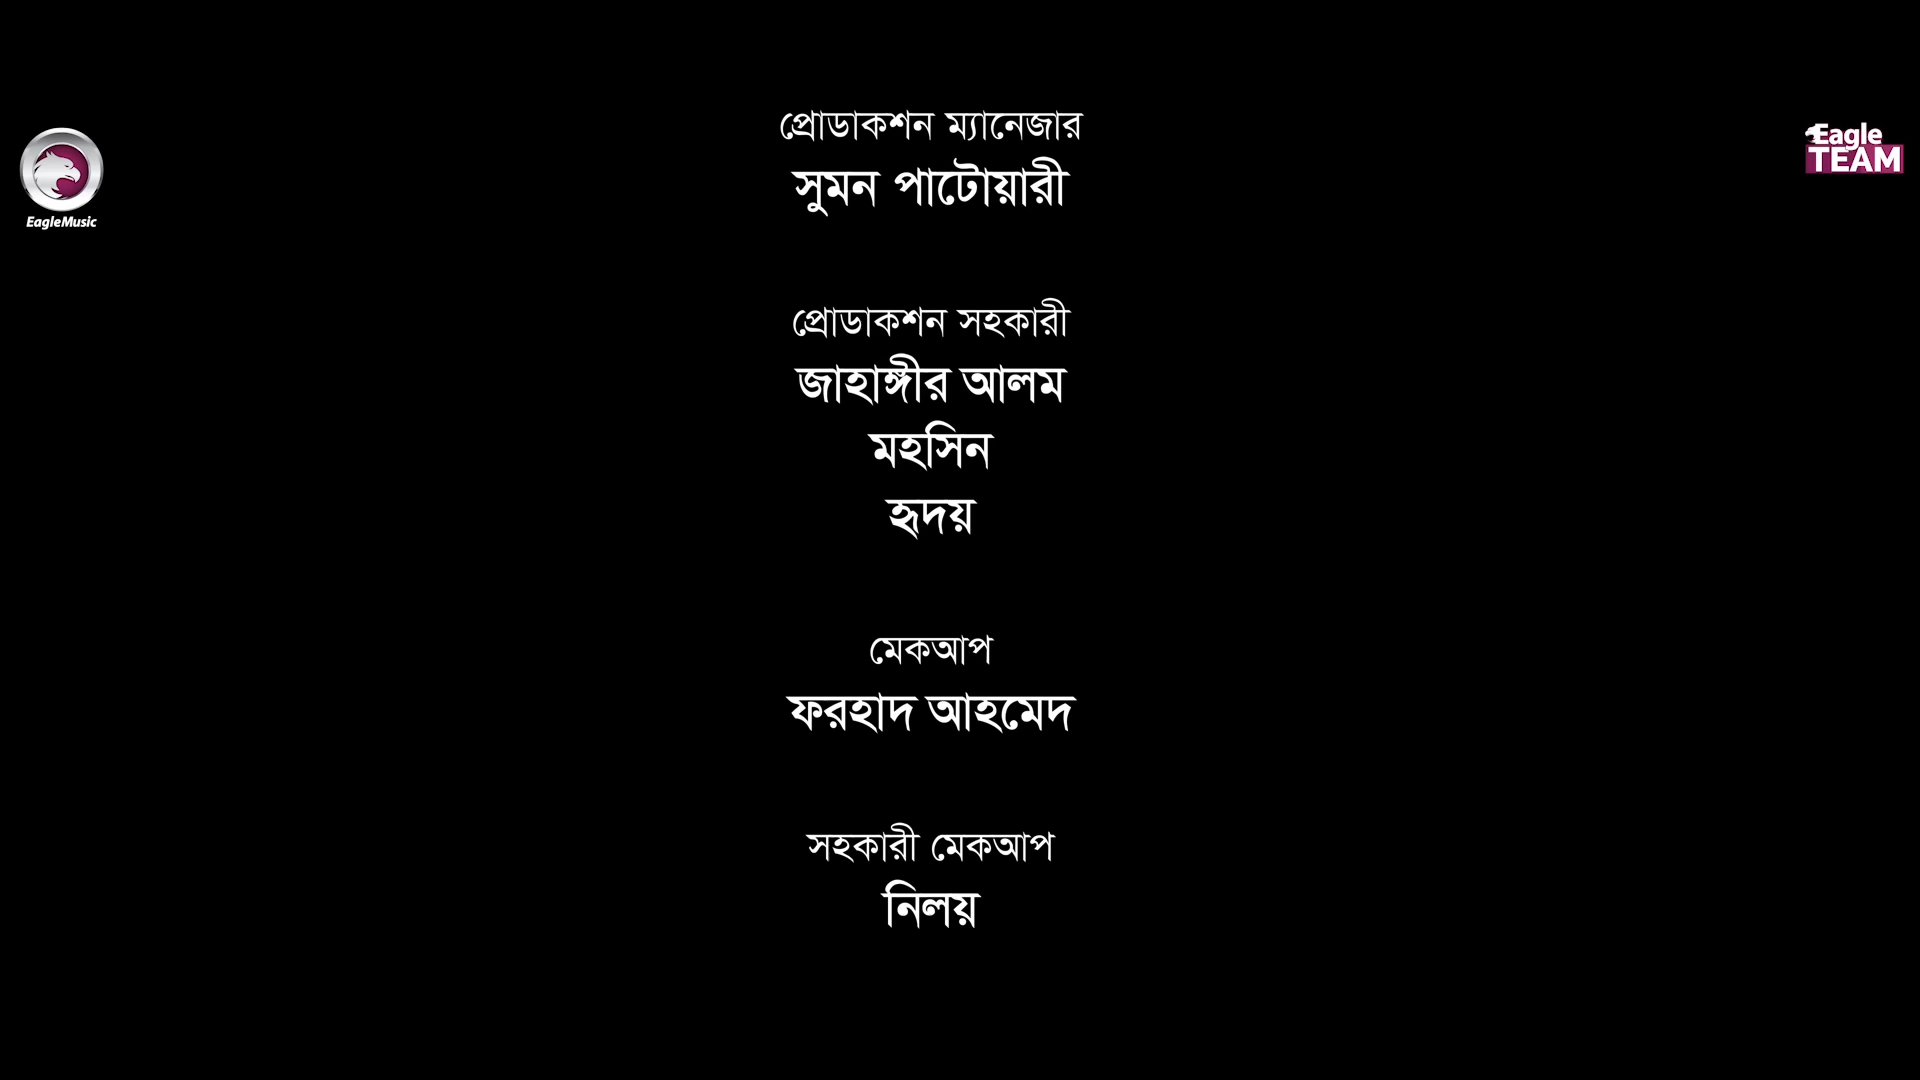 প্রোডাকশন ম্যানেজার
সুমন পাটোয়ারী
EagleMusic
Eagle
TEAM
প্রোডাকশন সহকারী
জাহাঙ্গীর আলম
মহসিন
হৃদয়
মেকআপ
ফরহাদ আহমেদ
সহকারী মেকআপ
নিলয়